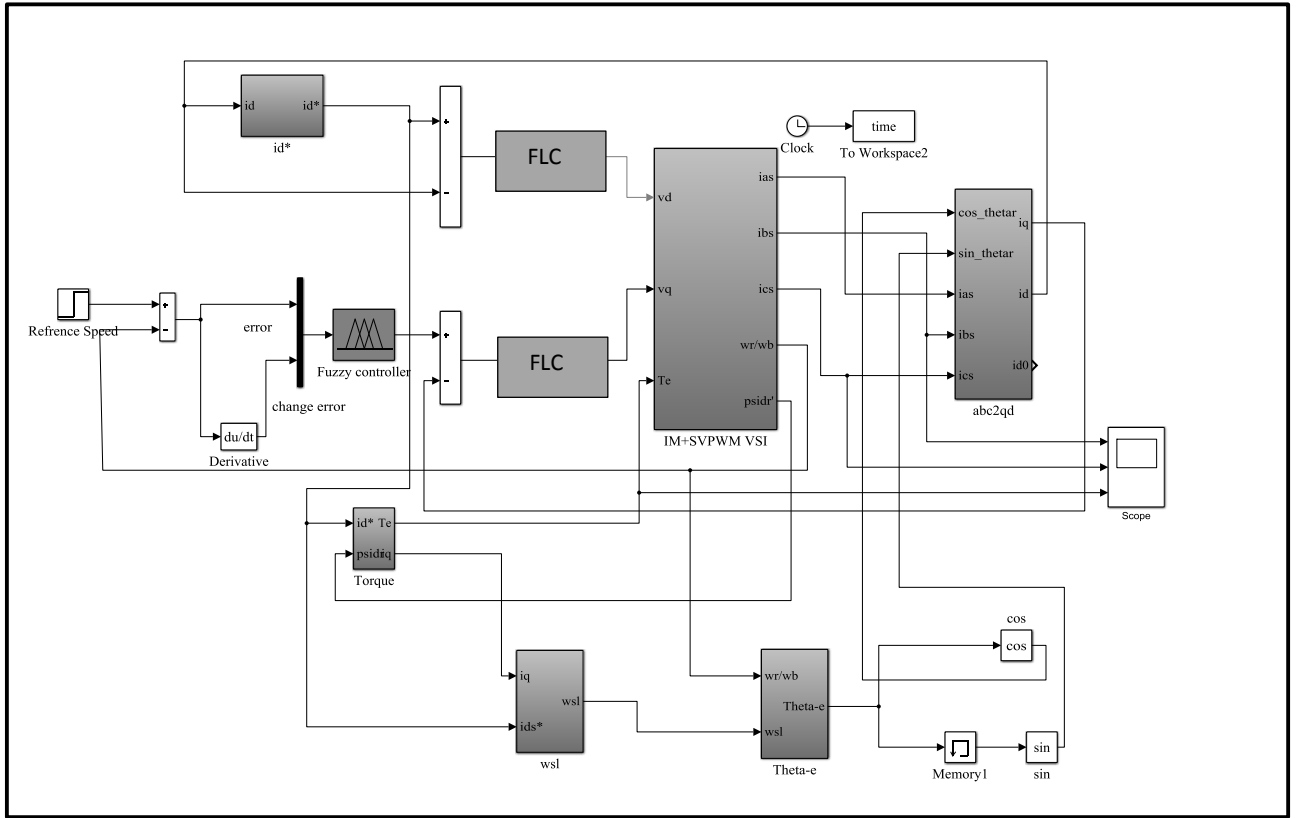 id
id*
id*
+
-
FLC
Clock
time
To Workspace2
vd
vq
Te
ias
ibs
ics
wr/wb
psidr'
IM+SVPWM VSI
cos_thetar
sin_thetar
ias
ibs
ics
iq
id
id0
abc2qd
Refrence Speed
+
-
error
change error
du/dt
Derivative
Fuzzy controller
+
-
FLC
Scope
id*
Te
psidr
iq
Torque
iq
ids*
wsl
wsl
wr/wb
wsl
Theta-e
Theta-e
cos
cos
Memory1
sin
sin